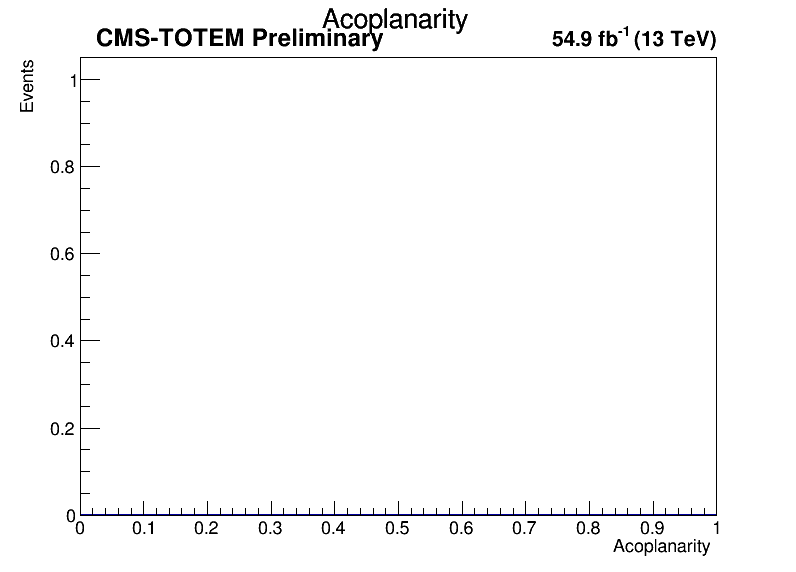 Acoplanarity
CMS-TOTEM Preliminary
54.9 fb-1 (13 TeV)
Events
1
0.8
0.6
0.4
0.2
0
0 0.1 0.2 0.3 0.4 0.5 0.6 0.7 0.8 0.9 1
Acoplanarity